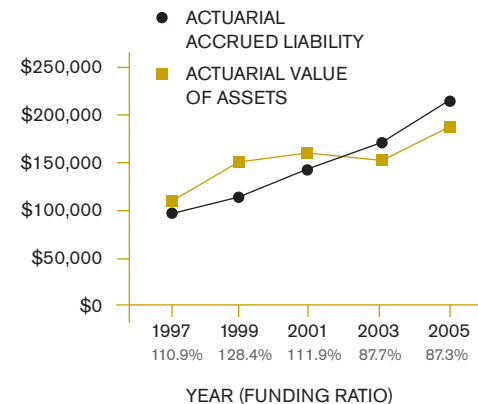 ACTUARIAL
ACCRUED LIABILITY
ACTUARIAL VALUE
OF ASSETS
$250,000
$200,000
$150,000
$100,000
$50,000
$0
1997 1999 2001 2003 2005
110.9% 128.4% 111.9% 87.7% 87.3%
YEAR (FUNDING RATIO)